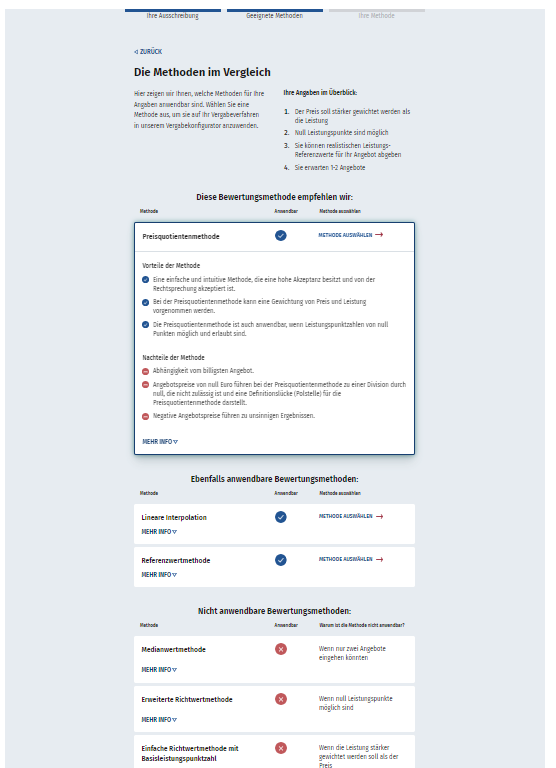 Ihre Ausschreibung
Geeignete Methoden
Ihre Methode
ZURÜCK
Die Methoden im Vergleich
Hier zeigen wir Ihnen, welche Methoden für Ihre
Angaben anwendbar sind. Wählen Sie eine
Methode aus, um sie auf Ihr Vergabeverfahren
in unserem Vergabekonfigurator anzuwenden.
Ihre Angaben im Überblick:
1. Der Preis soll stärker gewichtet werden als
die Leistung
2. Null Leistungspunkte sind möglich
3. Sie können realistischen Leistungs-
Referenzwerte für Ihr Angebot abgeben
4. Sie erwarten 1-2 Angebote
Diese Bewertungsmethode empfehlen wir:
Methode Anwendbar Methode auswählen
Preisquotientenmethode METHODE AUSWÄHLEN
Vorteile der Methode
Eine einfache und intuitive Methode, die eine hohe Akzeptanz besitzt und von der
Rechtsprechung akzeptiert ist.
Bei der Preisquotientenmethode kann eine Gewichtung von Preis und Leistung
vorgenommen werden.
Die Preisquotientenmethode ist auch anwendbar, wenn Leistungspunktzahlen von null
Punkten möglich und erlaubt sind.
Nachteile der Methode
Abhängigkeit vom billigsten Angebot.
Angebotspreise von null Euro führen bei der Preisquotientenmethode zu einer Division durch
null, die nicht zulässig ist und eine Definitionslücke (Polstelle) für die
Preisquotientenmethode darstellt.
Negative Angebotspreise führen zu unsinnigen Ergebnissen.
MEHR INFO
Ebenfalls anwendbare Bewertungsmethoden:
Methode Anwendbar Methode auswählen
Lineare Interpolation METHODE AUSWÄHLEN
MEHR INFO
Referenzwertmethode METHODE AUSWÄHLEN
MEHR INFO
Nicht anwendbare Bewertungsmethoden:
Methode Anwendbar Warum ist die Methode nicht anwendbar?
Medianwertmethode
Wenn nur zwei Angebote
eingehen könnten
MEHR INFO
Erweiterte Richtwertmethode
Wenn null Leistungspunkte
möglich sind
MEHR INFO
Einfache Richtwertmethode mit
Basisleistungspunktzahl
Wenn die Leistung stärker
gewichtet werden soll als der
Preis